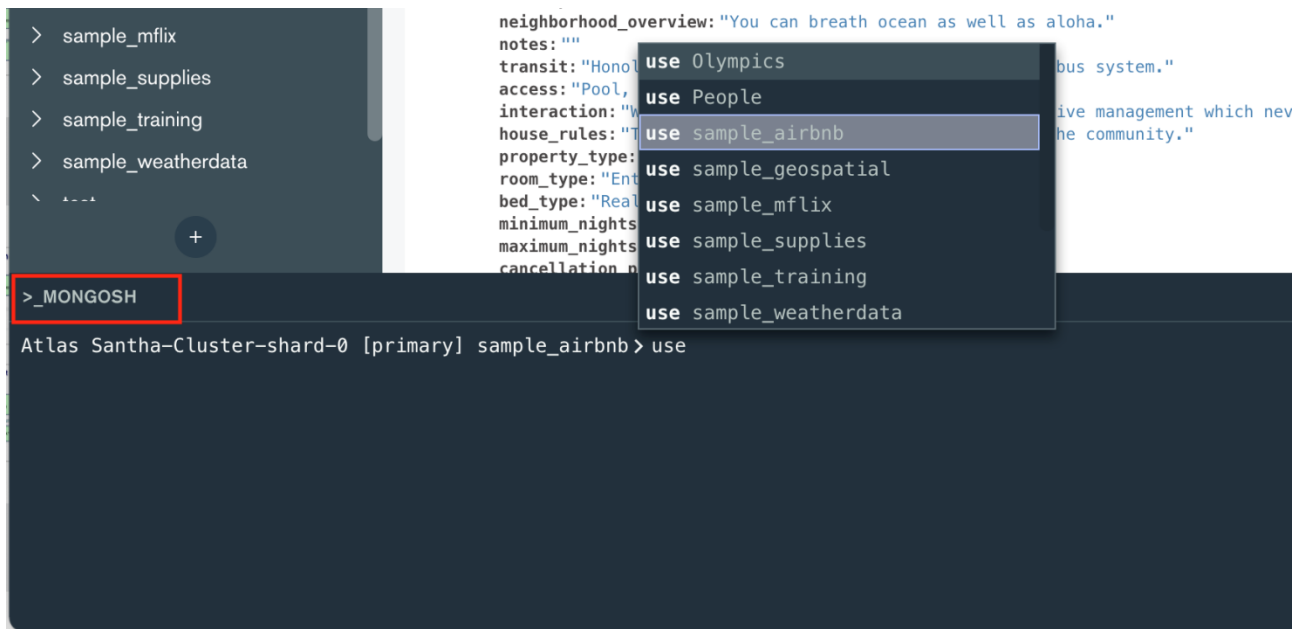 sample_mflix
sample_supplies
sample_training
sample_weatherdata
neighborhood_overview: "You can breath ocean as well as aloha."
notes: ""
transit: "Honol
bus system."
access: "Pool,
interaction: "W
ive management which nev
house_rules: "T
he community."
property_type:
room_type: "Ent
bed_type: "Real
minimum_nights
maximum_nights
cancellation_p
use Olympics
use People
use sample_airbnb
use sample_geospatial
use sample_mflix
use sample_supplies
use sample_training
use sample_weatherdata
+
>_MONGOSH
Atlas Santha-Cluster-shard-0 [primary] sample_airbnb> use